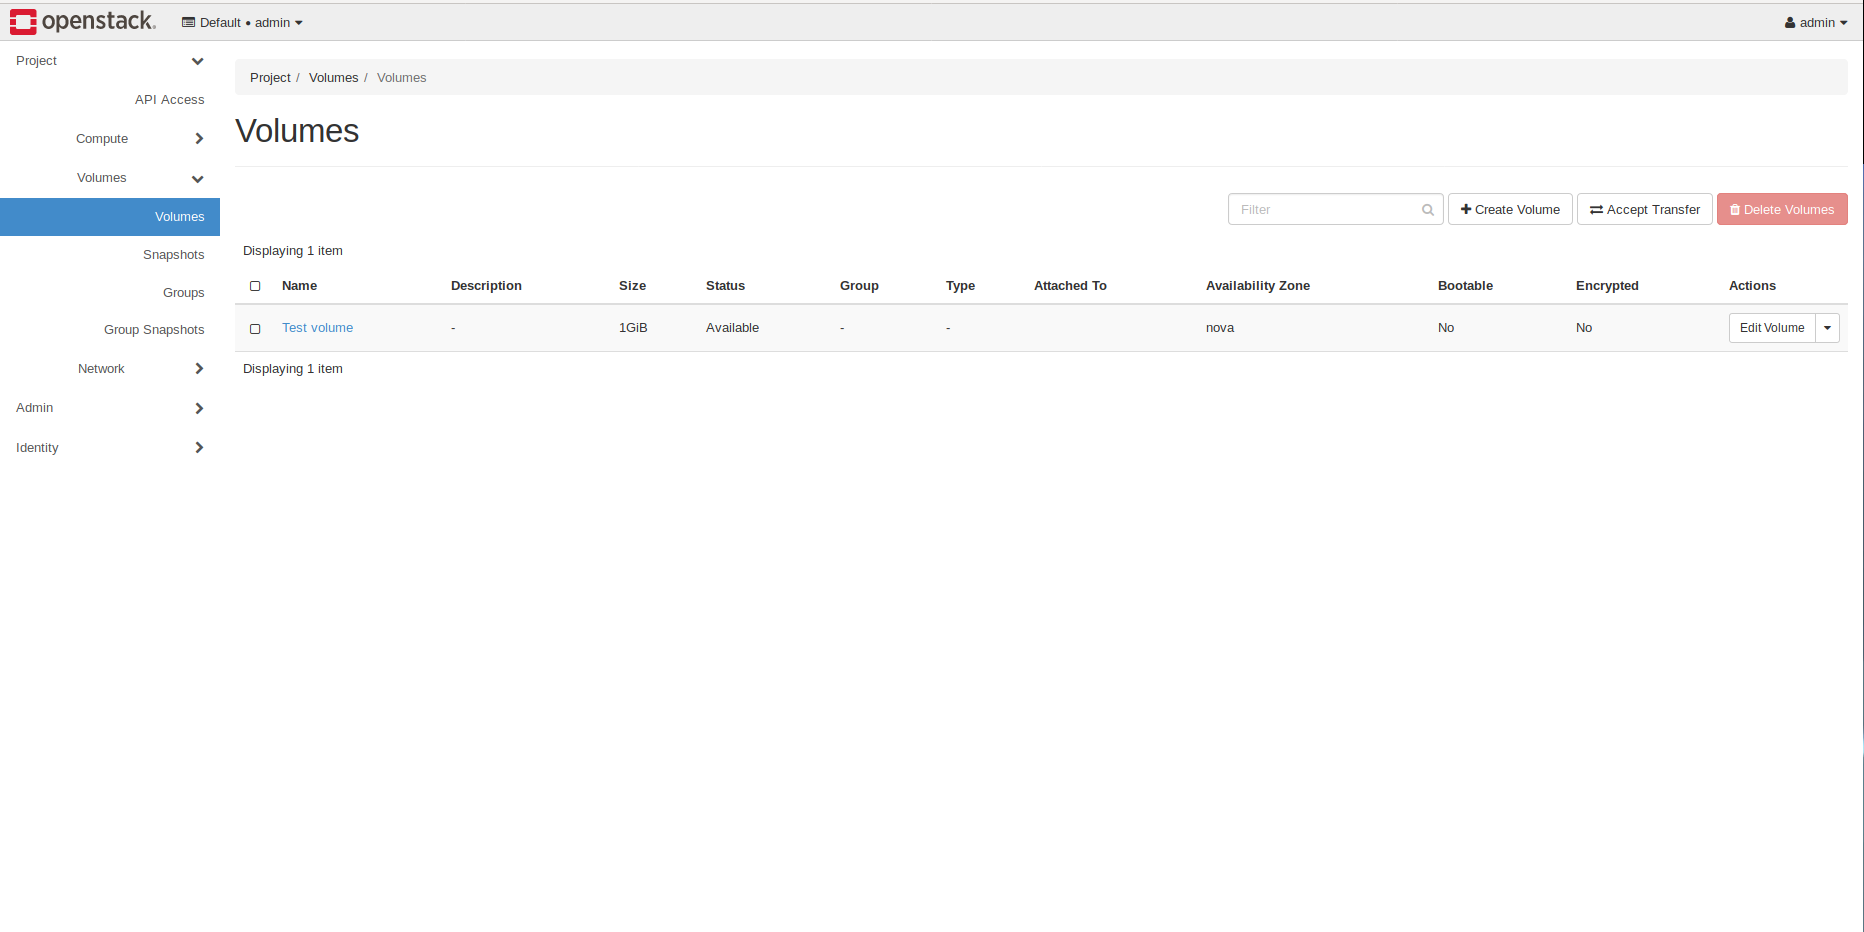 openstack. Default • admin admin
Project
API Access
Compute
Volumes
Volumes
Snapshots
Groups
Group Snapshots
Network
Admin
Identity
Project / Volumes / Volumes
Volumes
Filter Create Volume Accept Transfer Delete Volumes
Displaying 1 item
Name Description Size Status Group Type Attached To Availability Zone Bootable Encrypted Actions
Test volume - 1GiB Available - - nova No No Edit Volume
Displaying 1 item